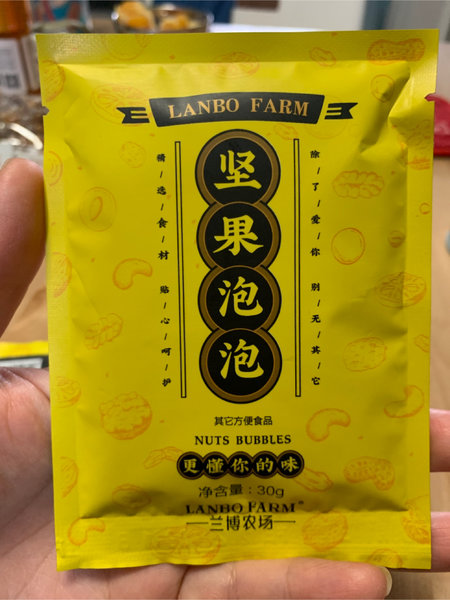 LANBO FARM
坚果泡泡
精/选/食/材 贴/心/呵/护
除/了/爱/你 别/无/其/它
其它方便食品
NUTS BUBBLES
更懂你的味
净含量：30g
LANBO FARM®
兰博农场